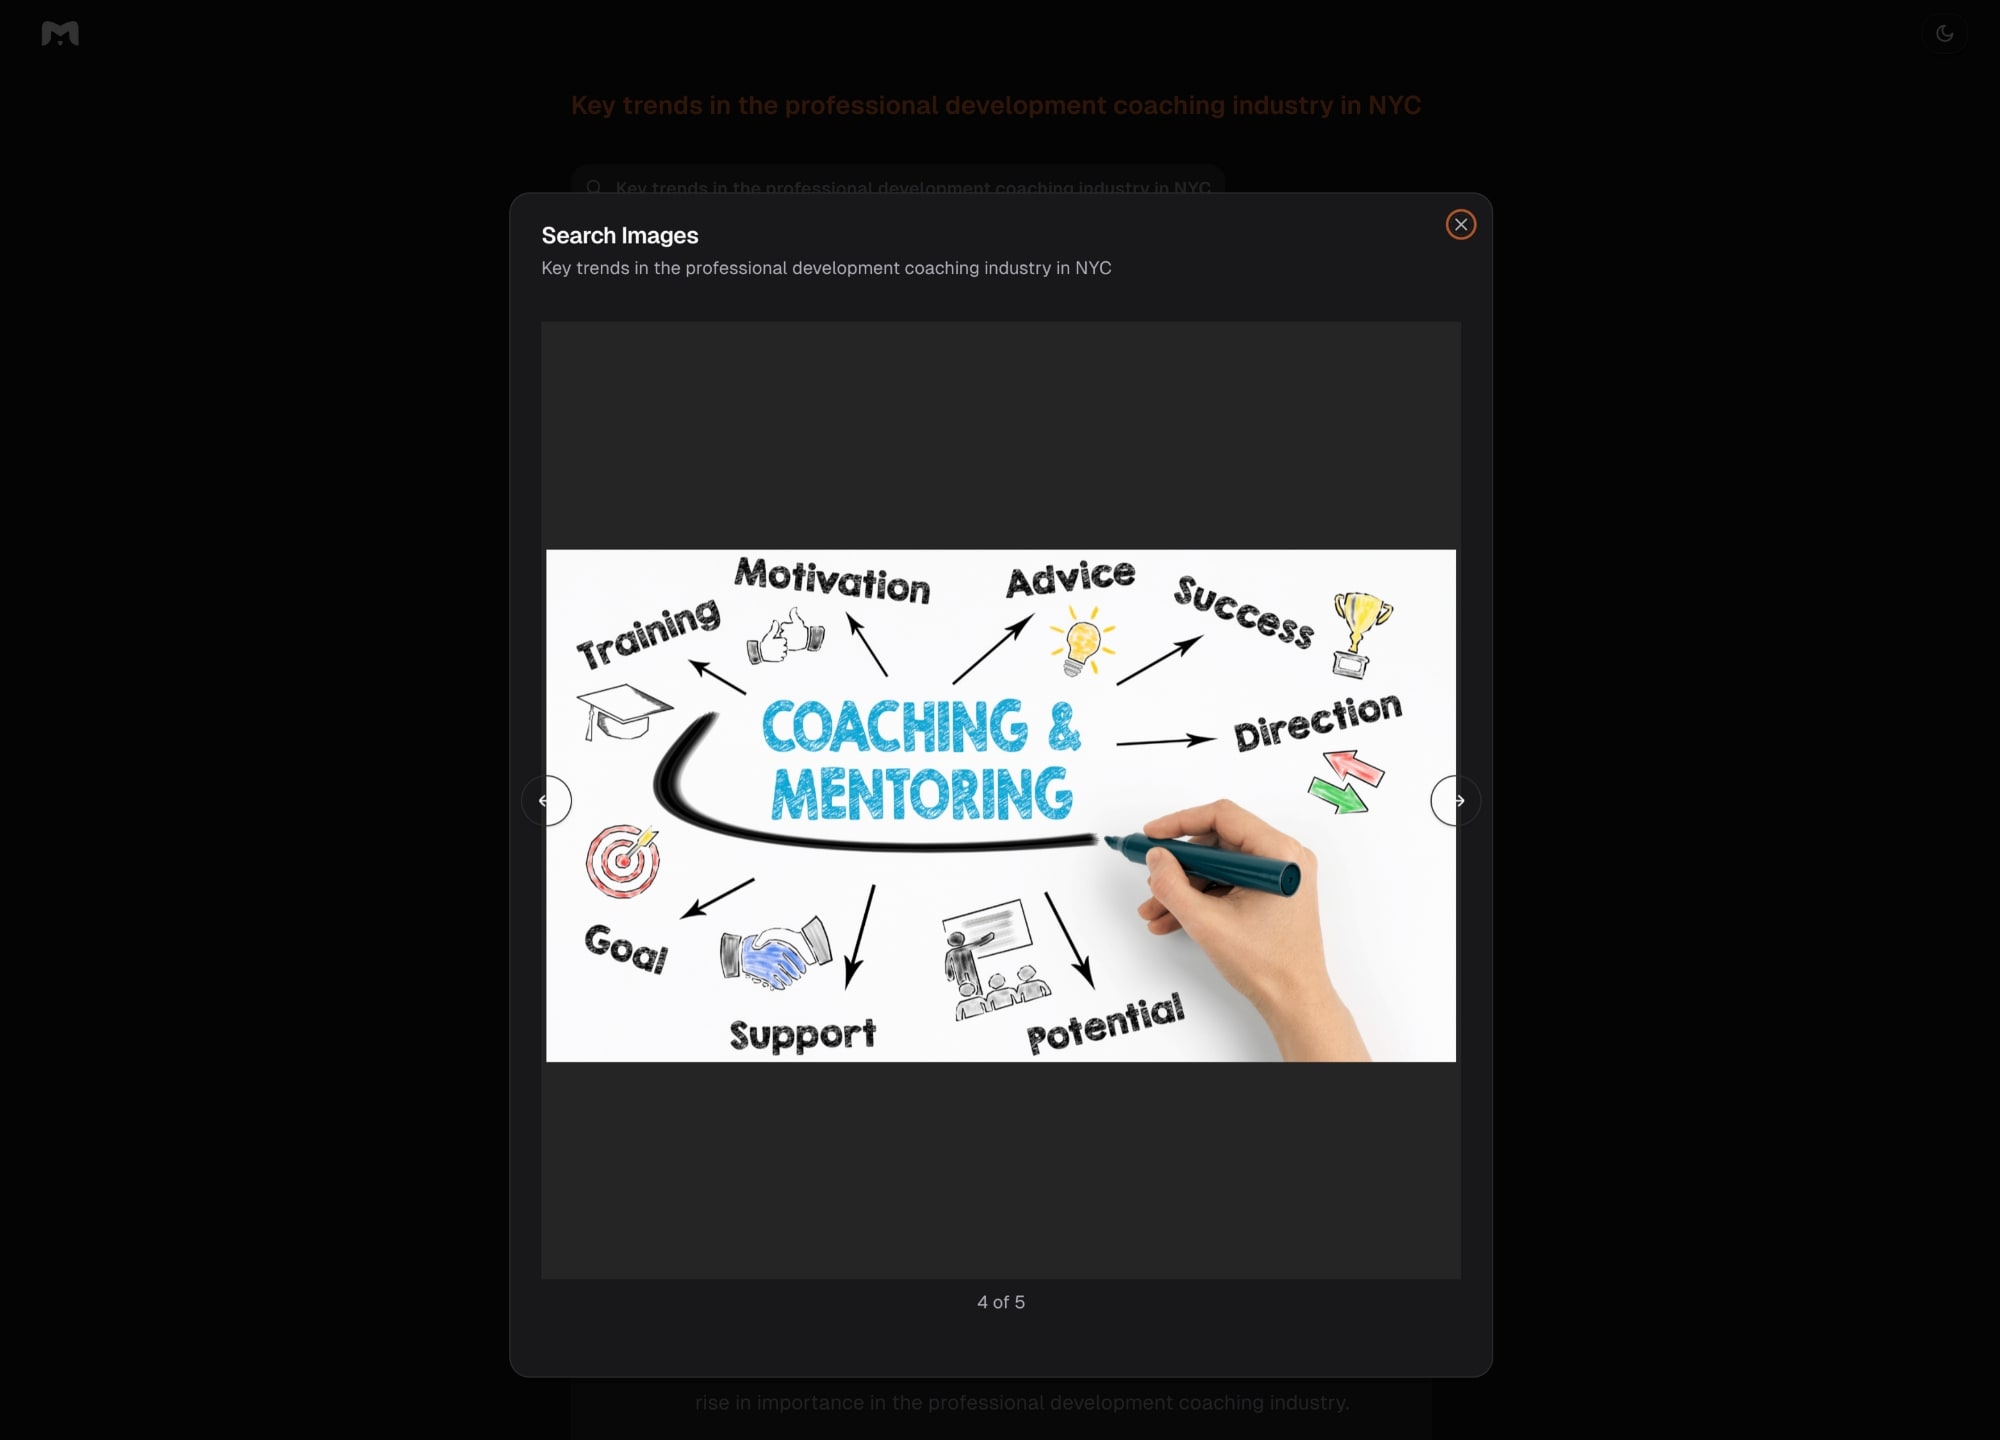 Key trends in the professional development coaching industry in NYC
Key trends in the professional development coaching industry in NYC
Search Images
Key trends in the professional development coaching industry in NYC
Motivation
Advice
Success
Training
Direction
COACHING &
MENTORING
Goal
Support
Potential
4 of 5
rise in importance in the professional development coaching industry.